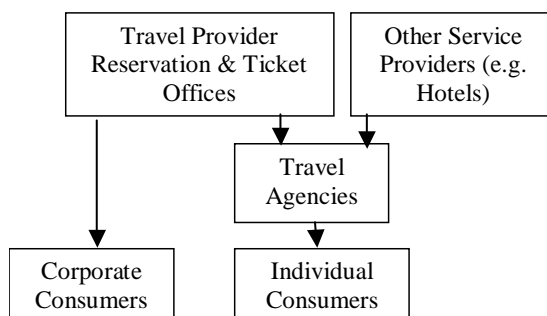 Travel Provider
Reservation & Ticket
Offices
Other Service
Providers (e.g.
Hotels)
Travel
Agencies
Corporate
Consumers
Individual
Consumers